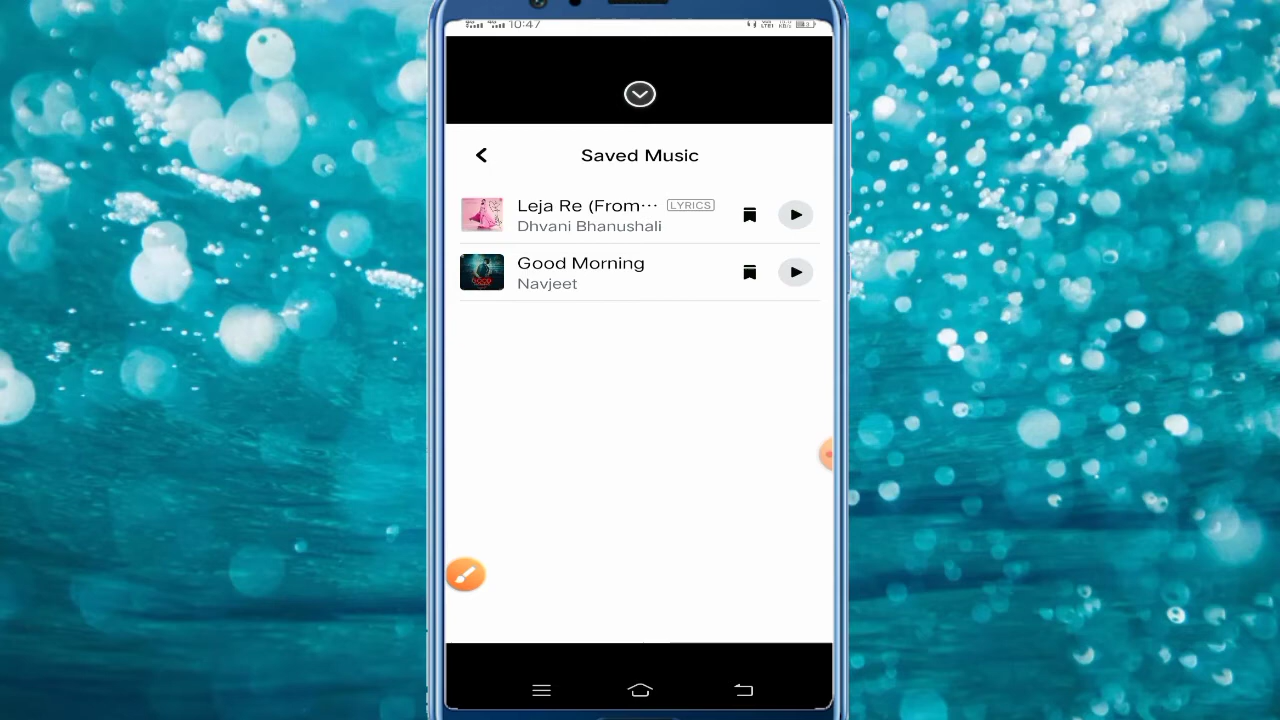 10:47
Saved Music
Leja Re (From··· LYRICS
Dhvani Bhanushali
Good Morning
Navjeet